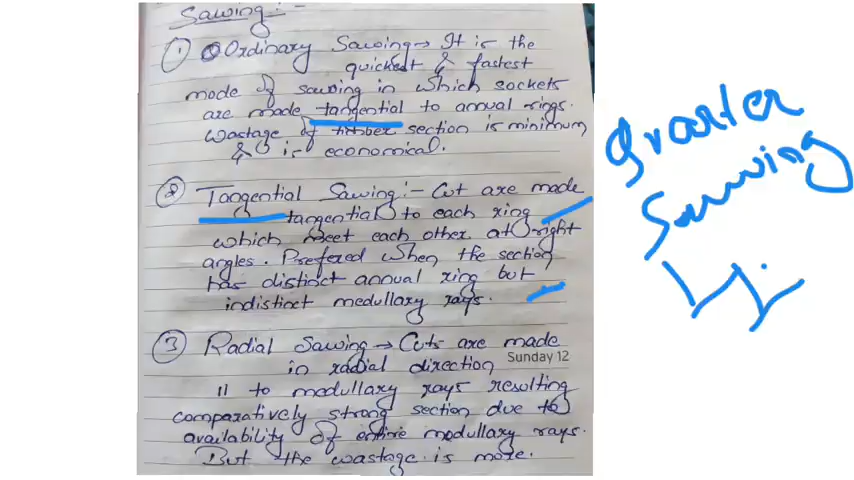 Sawing :-
① Ordinary Sawing → It is the
quickest & fastest
mode of sawing in which sockets
are made tangential to annual rings.
Wastage of timber section is minimum
& is economical.
② Tangential Sawing :- Cut are made
tangential to each ring
which meet each other at right
angles. Prefered when the section
has distinct annual ring but
indistinct medullary rays.
③ Radial Sawing → Cuts are made
in radial direction
Sunday 12
|| to medullary rays resulting
comparatively strong section due to
availability of entire medullary rays.
But the wastage is more.
Sawing